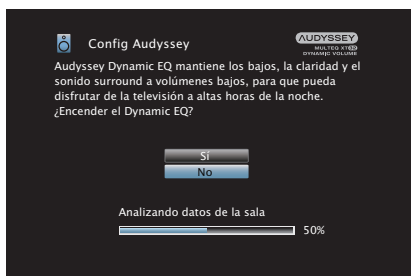 Config Audyssey
AUDYSSEY
MULTEQ XT32
DYNAMIC VOLUME
Audyssey Dynamic EQ mantiene los bajos, la claridad y el
sonido surround a volúmenes bajos, para que pueda
disfrutar de la televisión a altas horas de la noche.
¿Encender el Dynamic EQ?
Sí
No
Analizando datos de la sala
50%